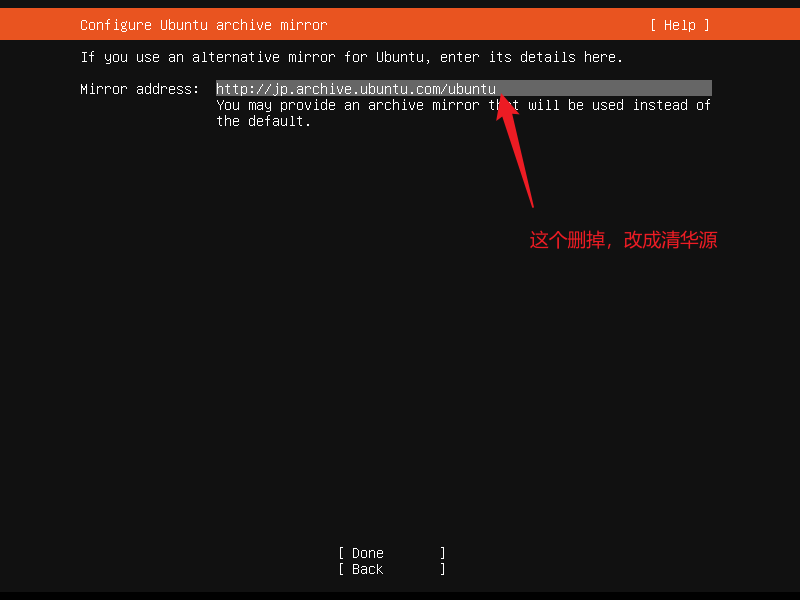 Configure Ubuntu archive mirror [ Help ]
If you use an alternative mirror for Ubuntu, enter its details here.
Mirror address: http://jp.archive.ubuntu.com/ubuntu
You may provide an archive mirror that will be used instead of
the default.
这个删掉，改成清华源
[ Done ]
[ Back ]